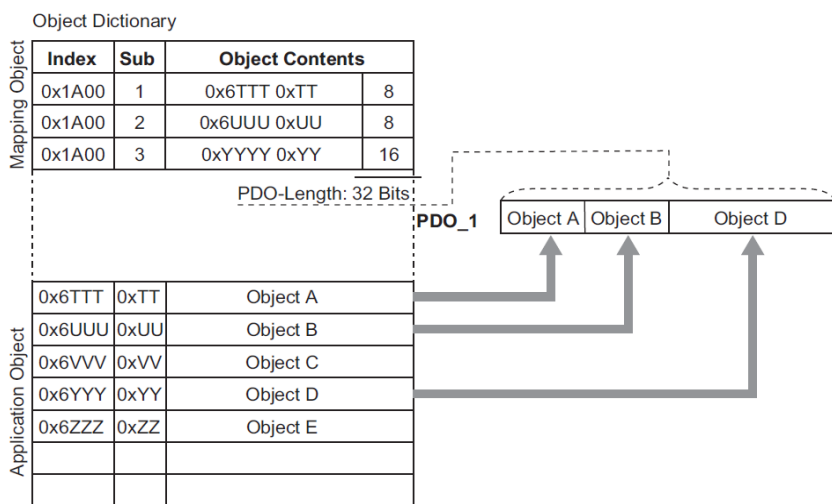 Object Dictionary
Mapping Object
Index Sub Object Contents
0x1A00 1 0x6TTT 0xTT 8
0x1A00 2 0x6UUU 0xUU 8
0x1A00 3 0xYYYY 0xYY 16
PDO-Length: 32 Bits
PDO_1 Object A Object B Object D
Application Object
0x6TTT 0xTT Object A
0x6UUU 0xUU Object B
0x6VVV 0xVV Object C
0x6YYY 0xYY Object D
0x6ZZZ 0xZZ Object E